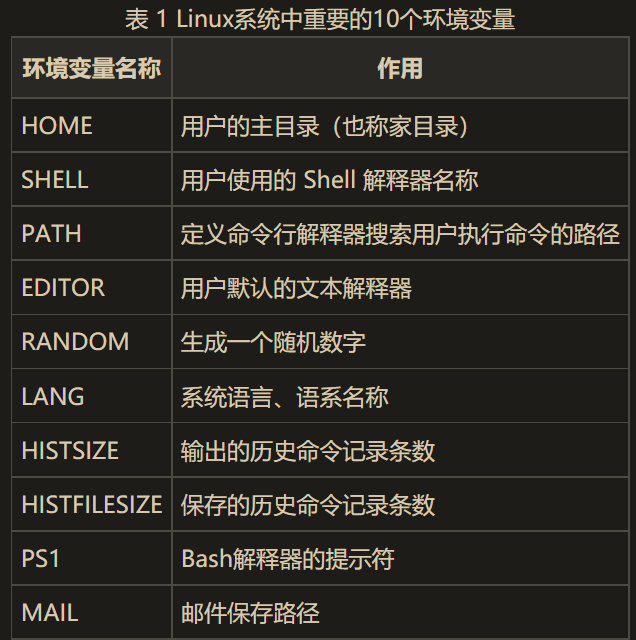 表 1 Linux系统中重要的10个环境变量
环境变量名称 作用
HOME 用户的主目录（也称家目录）
SHELL 用户使用的 Shell 解释器名称
PATH 定义命令行解释器搜索用户执行命令的路径
EDITOR 用户默认的文本解释器
RANDOM 生成一个随机数字
LANG 系统语言、语系名称
HISTSIZE 输出的历史命令记录条数
HISTFILESIZE 保存的历史命令记录条数
PS1 Bash解释器的提示符
MAIL 邮件保存路径